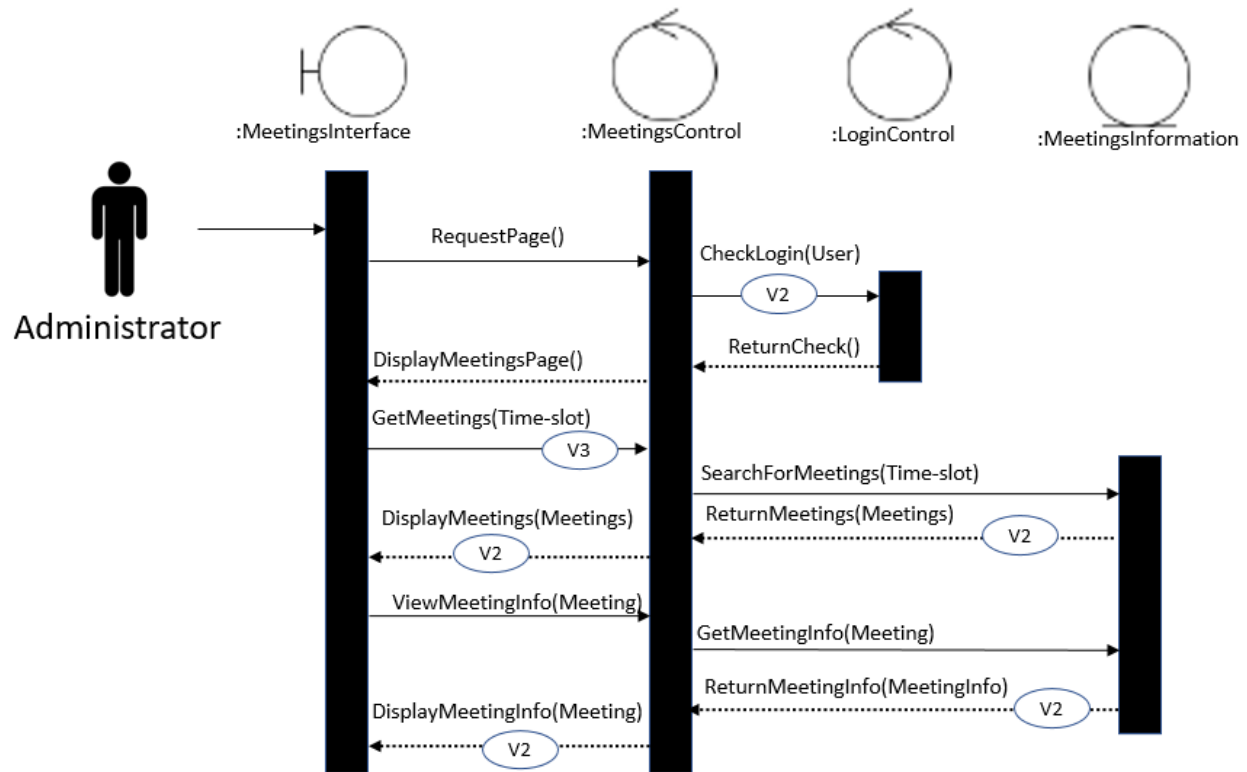 :MeetingsInterface
:MeetingsControl
:LoginControl
:MeetingsInformation
Administrator
RequestPage()
CheckLogin(User)
V2
ReturnCheck()
DisplayMeetingsPage()
GetMeetings(Time-slot)
V3
SearchForMeetings(Time-slot)
ReturnMeetings(Meetings)
V2
DisplayMeetings(Meetings)
V2
ViewMeetingInfo(Meeting)
GetMeetingInfo(Meeting)
ReturnMeetingInfo(MeetingInfo)
V2
DisplayMeetingInfo(Meeting)
V2